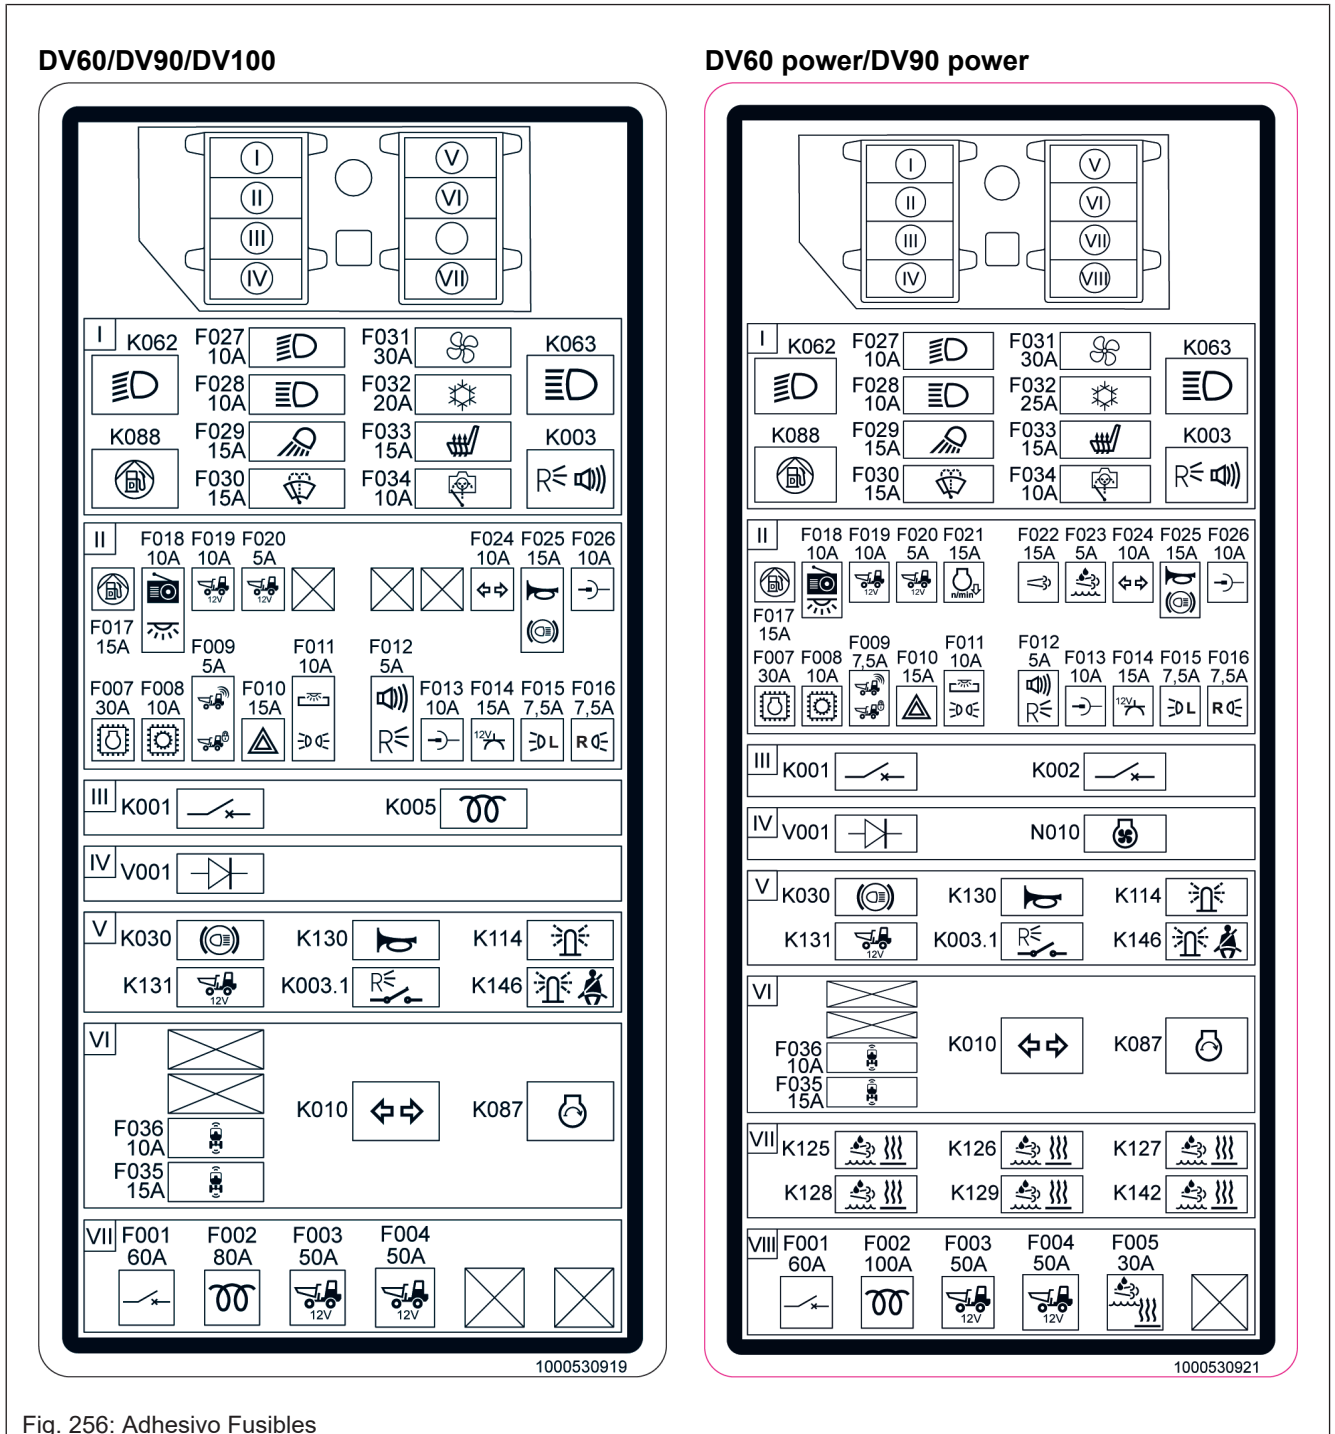 DV60/DV90/DV100
I
II
III
IV
V
VI
VII
I
K062
F027
10A
F031
30A
K063
F028
10A
F032
20A
K088
F029
15A
F033
15A
K003
F030
15A
F034
10A
R
II
F018 F019 F020
10A 10A 5A
F024 F025 F026
10A 15A 10A
12V
12V
F017
15A
F009
5A
F011
10A
F012
5A
F007 F008
30A 10A
F010
15A
F013 F014 F015 F016
10A 15A 7,5A 7,5A
R
12V
L
R
III
K001
K005
IV
V001
V
K030
K130
K114
K131
12V
K003.1
R
K146
VI
K010
K087
F036
10A
F035
15A
VII
F001
60A
F002
80A
F003
50A
F004
50A
12V
12V
1000530919
DV60 power/DV90 power
I
II
III
IV
V
VI
VII
VIII
I
K062
F027
10A
F031
30A
K063
F028
10A
F032
25A
K088
F029
15A
F033
15A
K003
F030
15A
F034
10A
R
II
F018 F019 F020 F021
10A 10A 5A 15A
F022 F023 F024 F025 F026
15A 5A 10A 15A 10A
12V
12V
n/min
F017
15A
F007 F008
30A 10A
F009
7,5A
F010
15A
F011
10A
F012
5A
F013 F014 F015 F016
10A 15A 7,5A 7,5A
R
12V
L
R
III
K001
K002
IV
V001
N010
V
K030
K130
K114
K131
12V
K003.1
R
K146
VI
F036
10A
F035
15A
K010
K087
VII
K125
K126
K127
K128
K129
K142
VIII
F001
60A
F002
100A
F003
50A
F004
50A
F005
30A
12V
12V
1000530921
Fig. 256: Adhesivo Fusibles